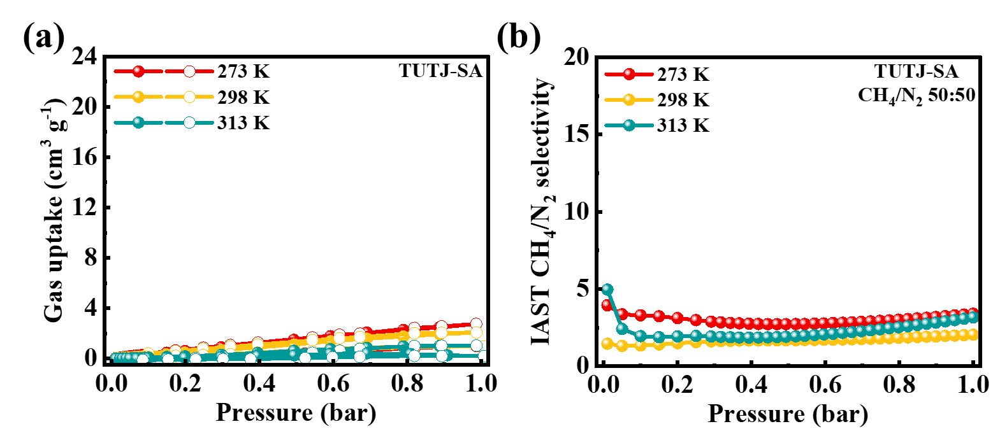 (a)
24
20
16
12
8
4
0
Gas uptake (cm³ g⁻¹)
273 K
298 K
313 K
TUTJ-SA
0.0 0.2 0.4 0.6 0.8 1.0
Pressure (bar)
(b)
20
15
10
5
0
IAST CH₄/N₂ selectivity
273 K
298 K
313 K
TUTJ-SA
CH₄/N₂ 50:50
0.0 0.2 0.4 0.6 0.8 1.0
Pressure (bar)